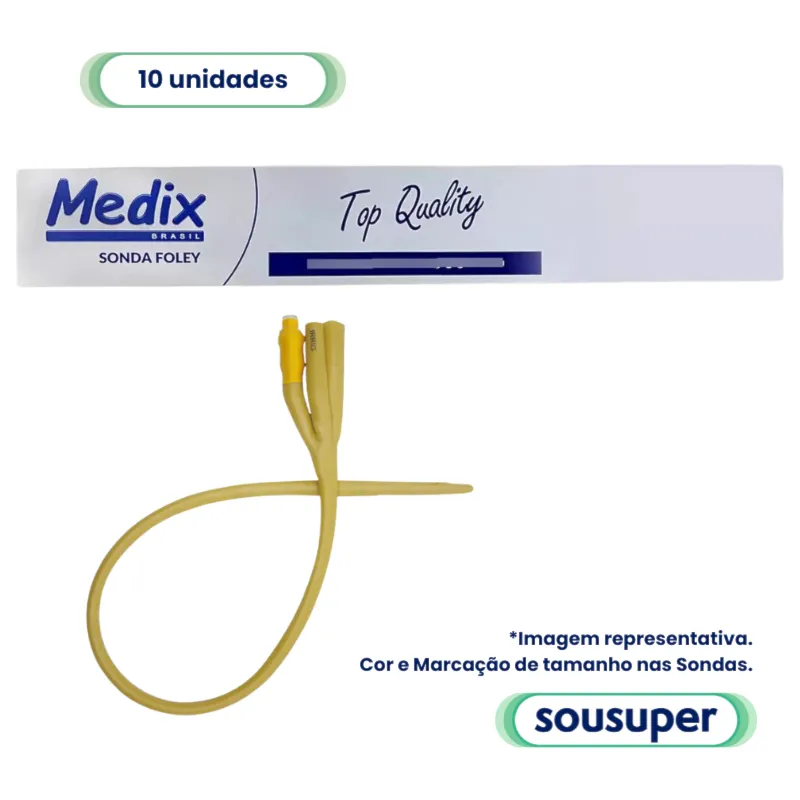 10 unidades
Medix
BRASIL
SONDA FOLEY
Top Quality
*Imagem representativa.
Cor e Marcação de tamanho nas Sondas.
sousuper